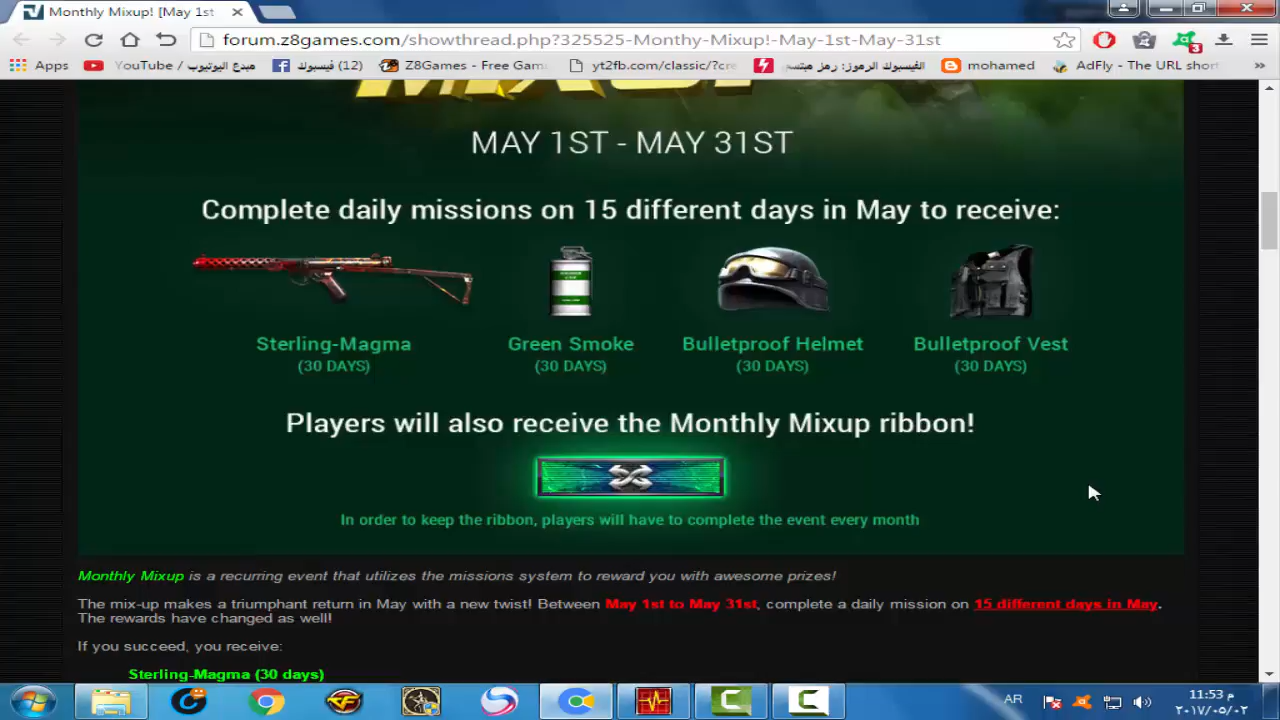 Monthly Mixup! [May 1st
forum.z8games.com/showthread.php?325525-Monthy-Mixup!-May-1st-May-31st
3
Apps
YouTube / مبدع اليوتيوب
(12) فيسبوك
Z8Games - Free Gam
yt2fb.com/classic/?cr
الفيسبوك الرموز: رمز مبتسم
mohamed
AdFly - The URL short
»
MIXUP
MAY 1ST - MAY 31ST
Complete daily missions on 15 different days in May to receive:
Sterling-Magma
(30 DAYS)
Green Smoke
(30 DAYS)
Bulletproof Helmet
(30 DAYS)
Bulletproof Vest
(30 DAYS)
Players will also receive the Monthly Mixup ribbon!
In order to keep the ribbon, players will have to complete the event every month
Monthly Mixup is a recurring event that utilizes the missions system to reward you with awesome prizes!
The mix-up makes a triumphant return in May with a new twist! Between May 1st to May 31st, complete a daily mission on 15 different days in May.
The rewards have changed as well!
If you succeed, you receive:
Sterling-Magma (30 days)
AR
11:53 م
٢٠١٧/٠٥/٠٢